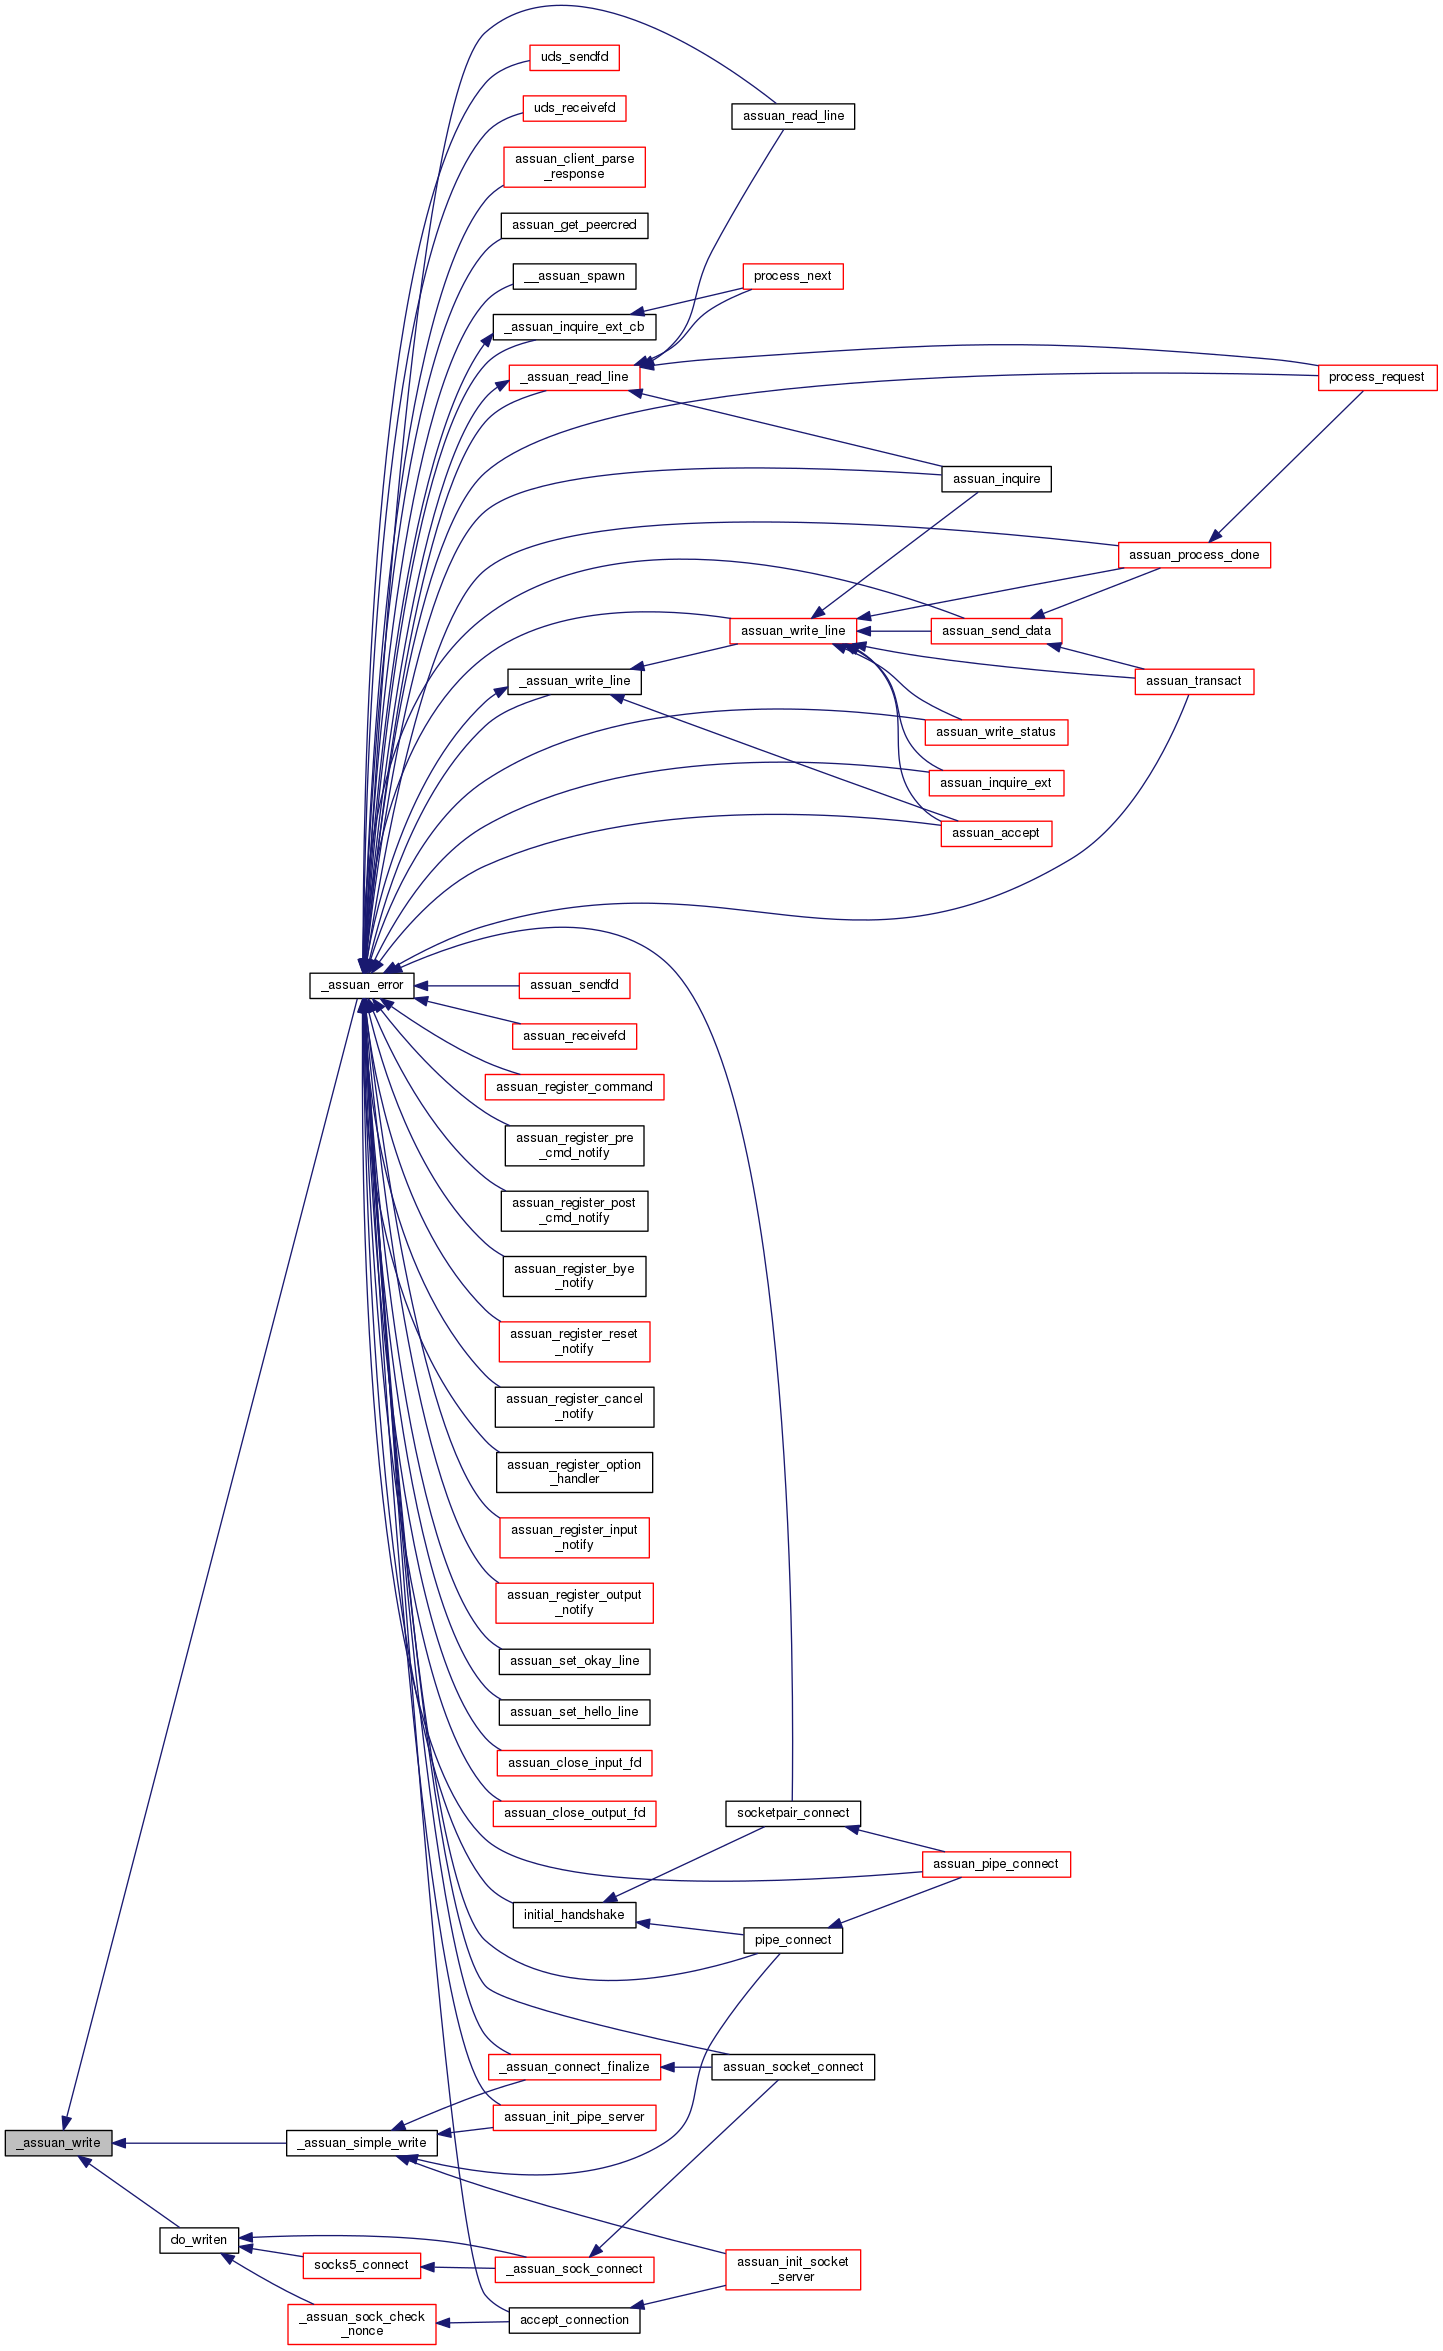 uds_sendfd
uds_receivefd
assuan_read_line
assuan_client_parse
_response
assuan_get_peercred
__assuan_spawn
process_next
_assuan_inquire_ext_cb
_assuan_read_line
process_request
assuan_inquire
assuan_process_done
assuan_write_line
assuan_send_data
_assuan_write_line
assuan_transact
assuan_write_status
assuan_inquire_ext
assuan_accept
_assuan_error
assuan_sendfd
assuan_receivefd
assuan_register_command
assuan_register_pre
_cmd_notify
assuan_register_post
_cmd_notify
assuan_register_bye
_notify
assuan_register_reset
_notify
assuan_register_cancel
_notify
assuan_register_option
_handler
assuan_register_input
_notify
assuan_register_output
_notify
assuan_set_okay_line
assuan_set_hello_line
assuan_close_input_fd
assuan_close_output_fd
socketpair_connect
assuan_pipe_connect
initial_handshake
pipe_connect
_assuan_connect_finalize
assuan_socket_connect
assuan_init_pipe_server
_assuan_write
_assuan_simple_write
do_writen
socks5_connect
_assuan_sock_connect
assuan_init_socket
_server
_assuan_sock_check
_nonce
accept_connection